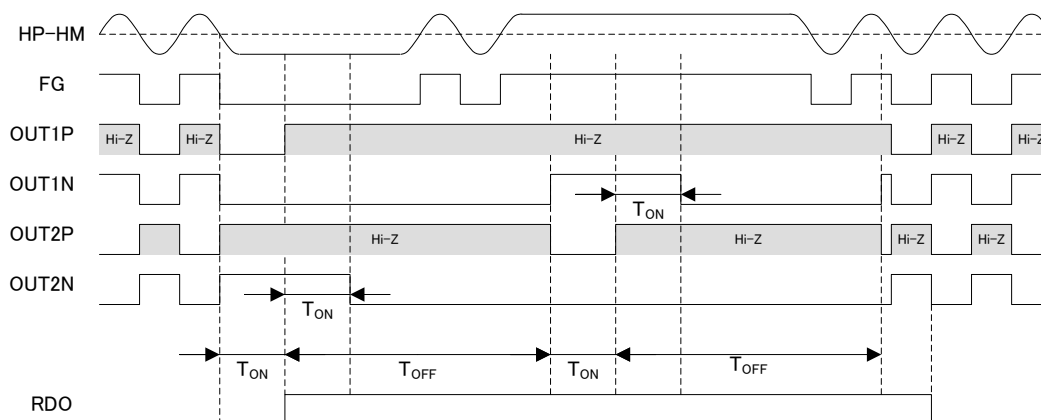 HP-HM
FG
OUT1P Hi-Z Hi-Z Hi-Z Hi-Z Hi-Z
OUT1N
TON
OUT2P Hi-Z Hi-Z Hi-Z Hi-Z
OUT2N
TON
TON TOFF TON TOFF
RDO